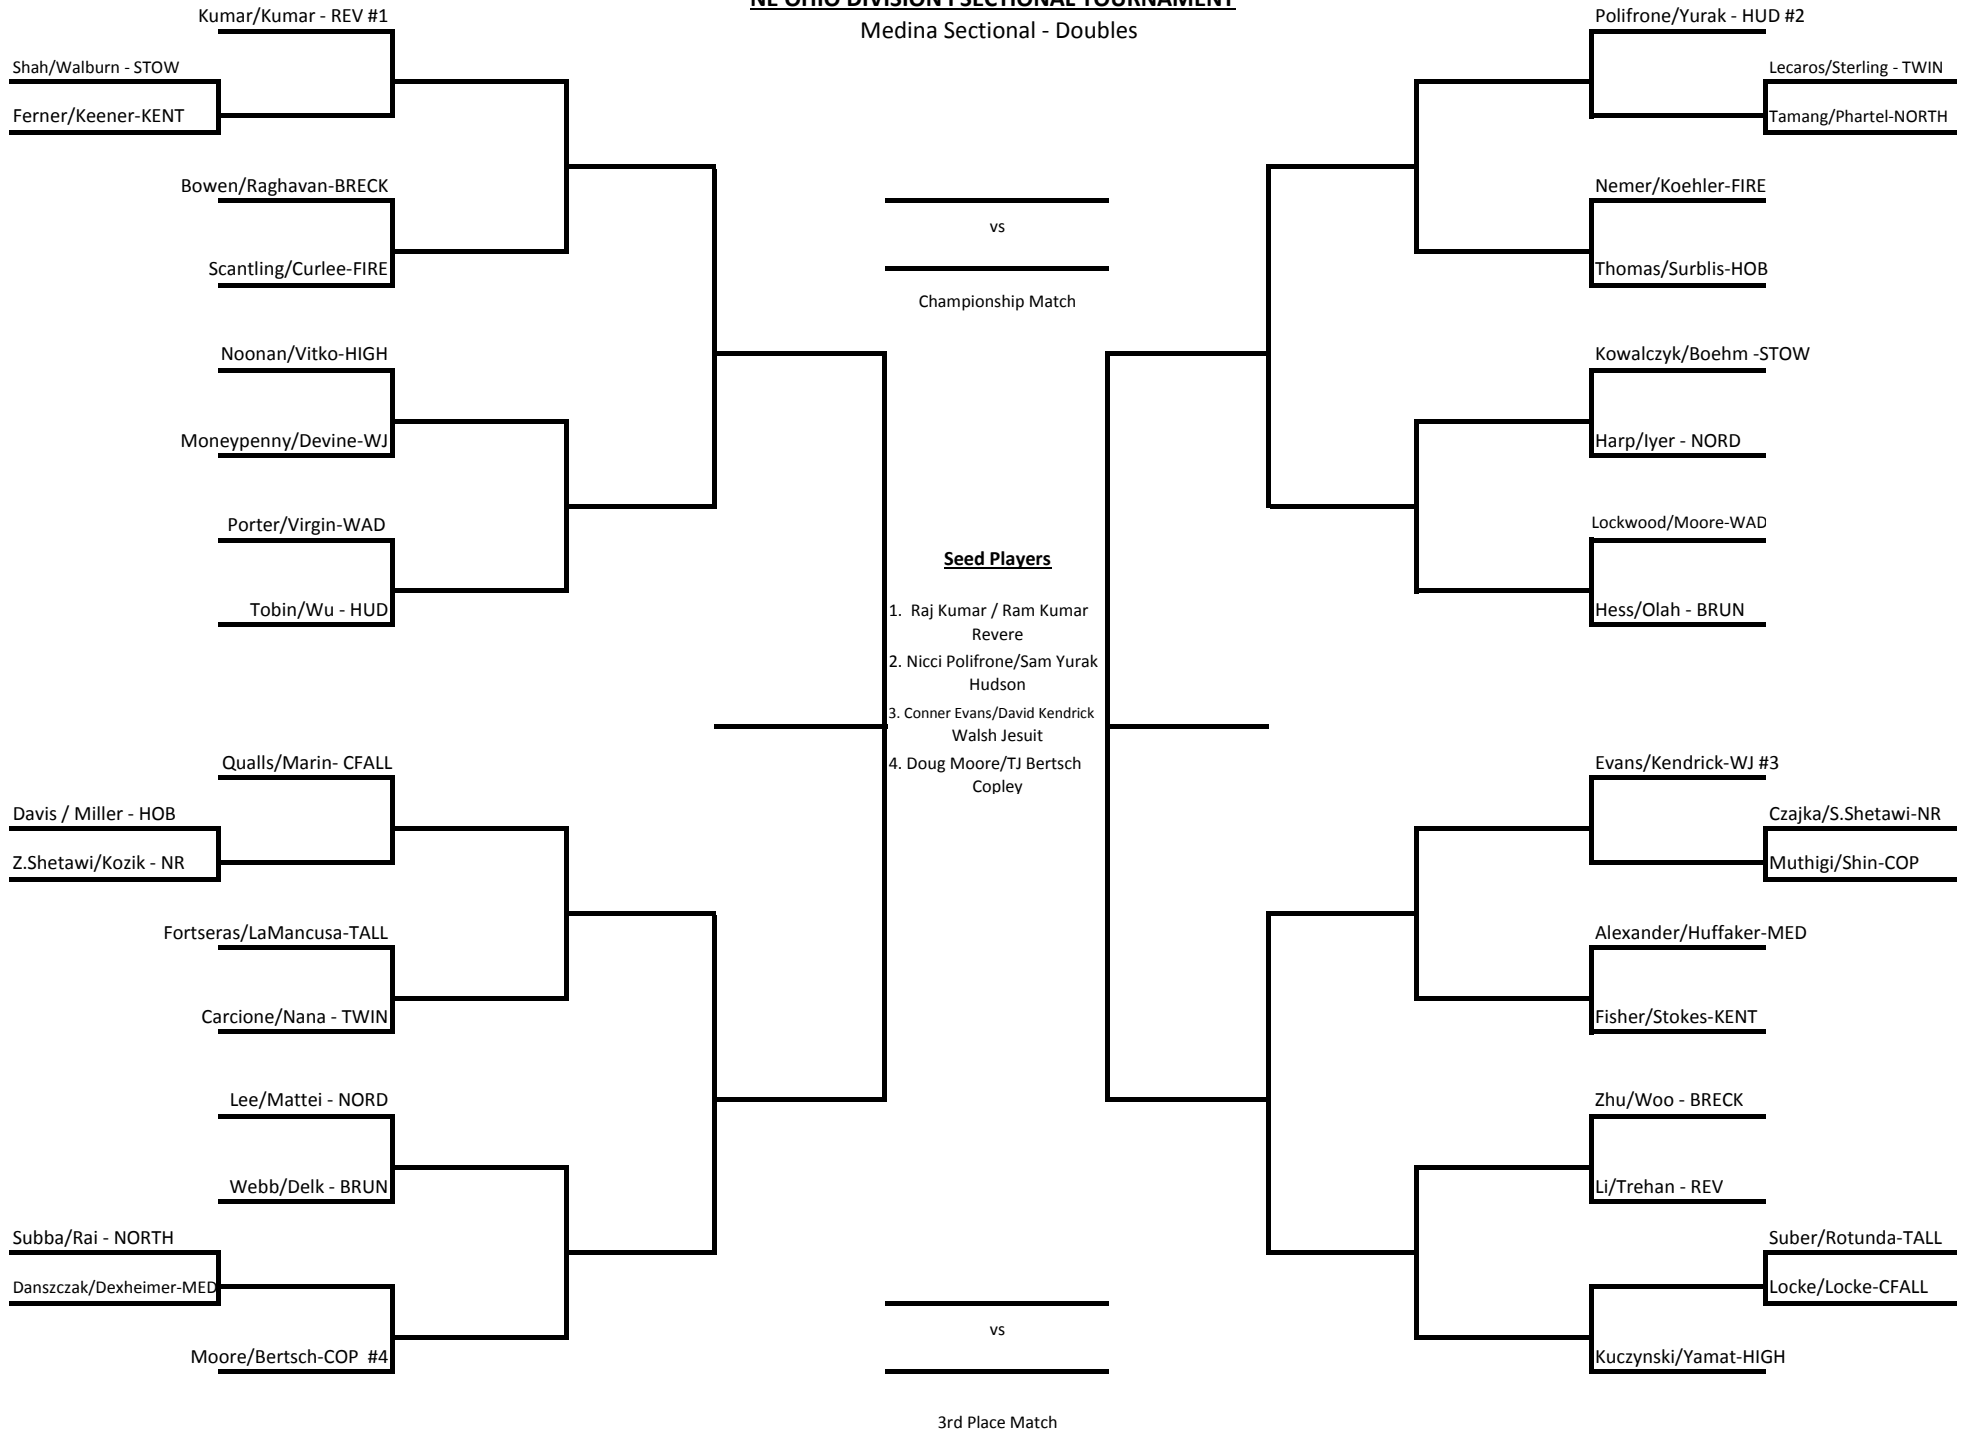 NE OHIO DIVISION I SECTIONAL TOURNAMENT
Medina Sectional - Doubles
Kumar/Kumar - REV #1
Shah/Walburn - STOW
Ferner/Keener-KENT
Bowen/Raghavan-BRECK
Scantling/Curlee-FIRE
Noonan/Vitko-HIGH
Moneypenny/Devine-WJ
Porter/Virgin-WAD
Tobin/Wu - HUD
Qualls/Marin- CFALL
Davis / Miller - HOB
Z.Shetawi/Kozik - NR
Fortseras/LaMancusa-TALL
Carcione/Nana - TWIN
Lee/Mattei - NORD
Webb/Delk - BRUN
Subba/Rai - NORTH
Danszczak/Dexheimer-MED
Moore/Bertsch-COP #4
vs
Championship Match
Seed Players
1. Raj Kumar / Ram Kumar
Revere
2. Nicci Polifrone/Sam Yurak
Hudson
3. Conner Evans/David Kendrick
Walsh Jesuit
4. Doug Moore/TJ Bertsch
Copley
vs
3rd Place Match
Polifrone/Yurak - HUD #2
Lecaros/Sterling - TWIN
Tamang/Phartel-NORTH
Nemer/Koehler-FIRE
Thomas/Surblis-HOB
Kowalczyk/Boehm -STOW
Harp/Iyer - NORD
Lockwood/Moore-WAD
Hess/Olah - BRUN
Evans/Kendrick-WJ #3
Czajka/S.Shetawi-NR
Muthigi/Shin-COP
Alexander/Huffaker-MED
Fisher/Stokes-KENT
Zhu/Woo - BRECK
Li/Trehan - REV
Suber/Rotunda-TALL
Locke/Locke-CFALL
Kuczynski/Yamat-HIGH